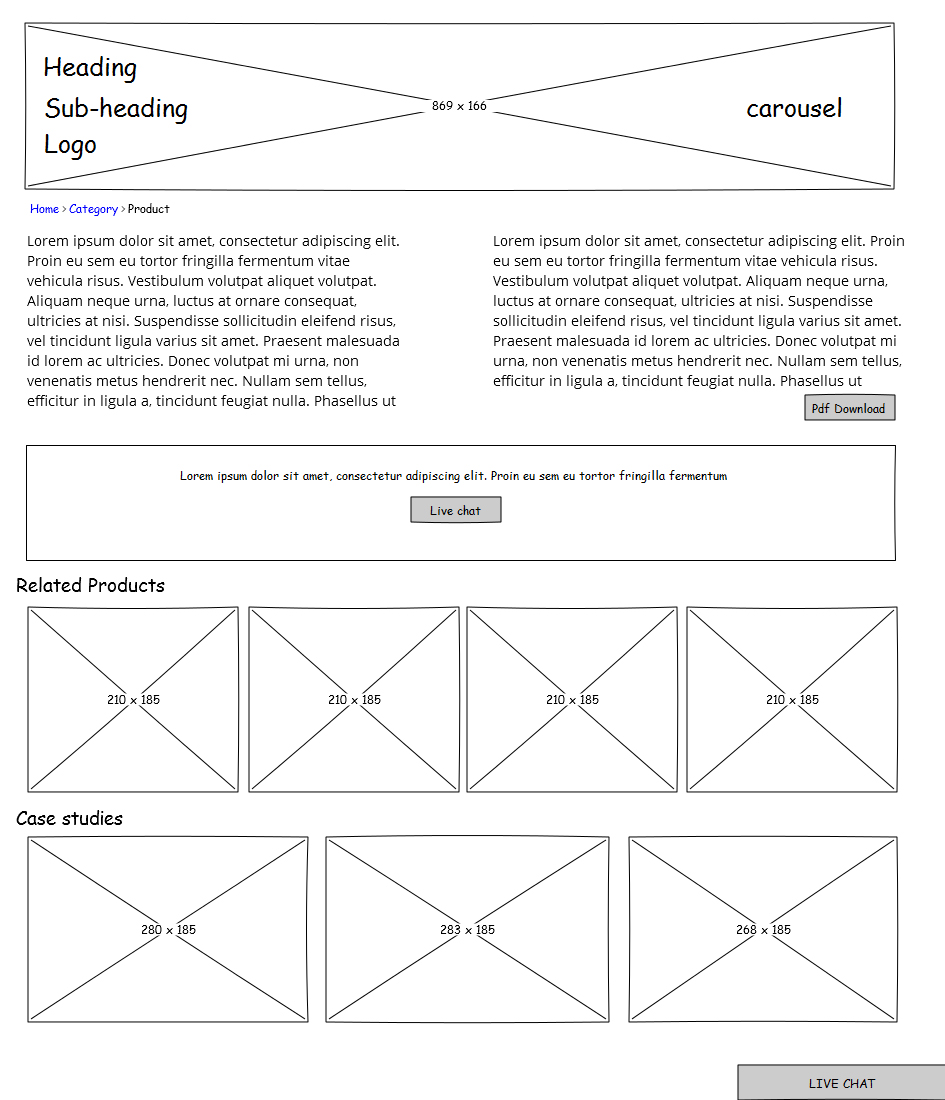 Heading
Sub-heading
Logo
869 x 166
carousel
Home > Category > Product
Lorem ipsum dolor sit amet, consectetur adipiscing elit.
Proin eu sem eu tortor fringilla fermentum vitae
vehicula risus. Vestibulum volutpat aliquet volutpat.
Aliquam neque urna, luctus at ornare consequat,
ultricies at nisi. Suspendisse sollicitudin eleifend risus,
vel tincidunt ligula varius sit amet. Praesent malesuada
id lorem ac ultricies. Donec volutpat mi urna, non
venenatis metus hendrerit nec. Nullam sem tellus,
efficitur in ligula a, tincidunt feugiat nulla. Phasellus ut
Lorem ipsum dolor sit amet, consectetur adipiscing elit. Proin
eu sem eu tortor fringilla fermentum vitae vehicula risus.
Vestibulum volutpat aliquet volutpat. Aliquam neque urna,
luctus at ornare consequat, ultricies at nisi. Suspendisse
sollicitudin eleifend risus, vel tincidunt ligula varius sit amet.
Praesent malesuada id lorem ac ultricies. Donec volutpat mi
urna, non venenatis metus hendrerit nec. Nullam sem tellus,
efficitur in ligula a, tincidunt feugiat nulla. Phasellus ut
Pdf Download
Lorem ipsum dolor sit amet, consectetur adipiscing elit. Proin eu sem eu tortor fringilla fermentum
Live chat
Related Products
210 x 185
210 x 185
210 x 185
210 x 185
Case studies
280 x 185
283 x 185
268 x 185
LIVE CHAT